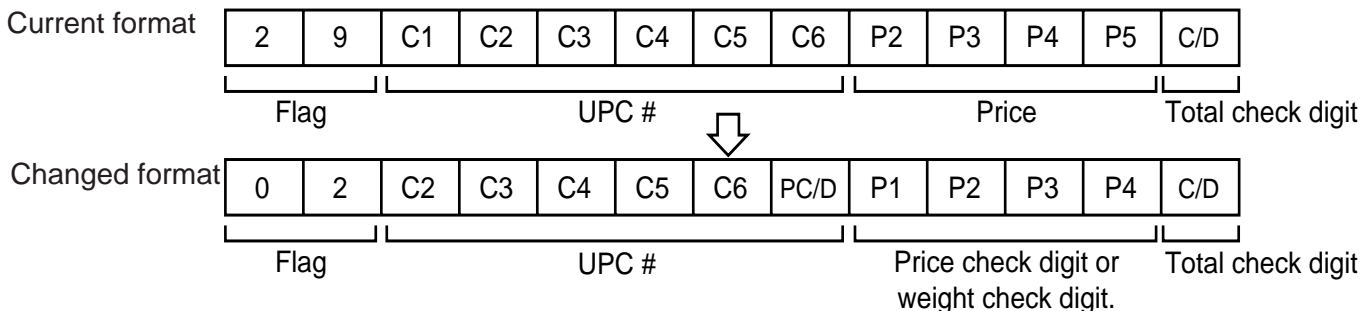 Current format 2 9 C1 C2 C3 C4 C5 C6 P2 P3 P4 P5 C/D
Flag UPC # Price Total check digit
Changed format 0 2 C2 C3 C4 C5 C6 PC/D P1 P2 P3 P4 C/D
Flag UPC # Price check digit or Total check digit
weight check digit.